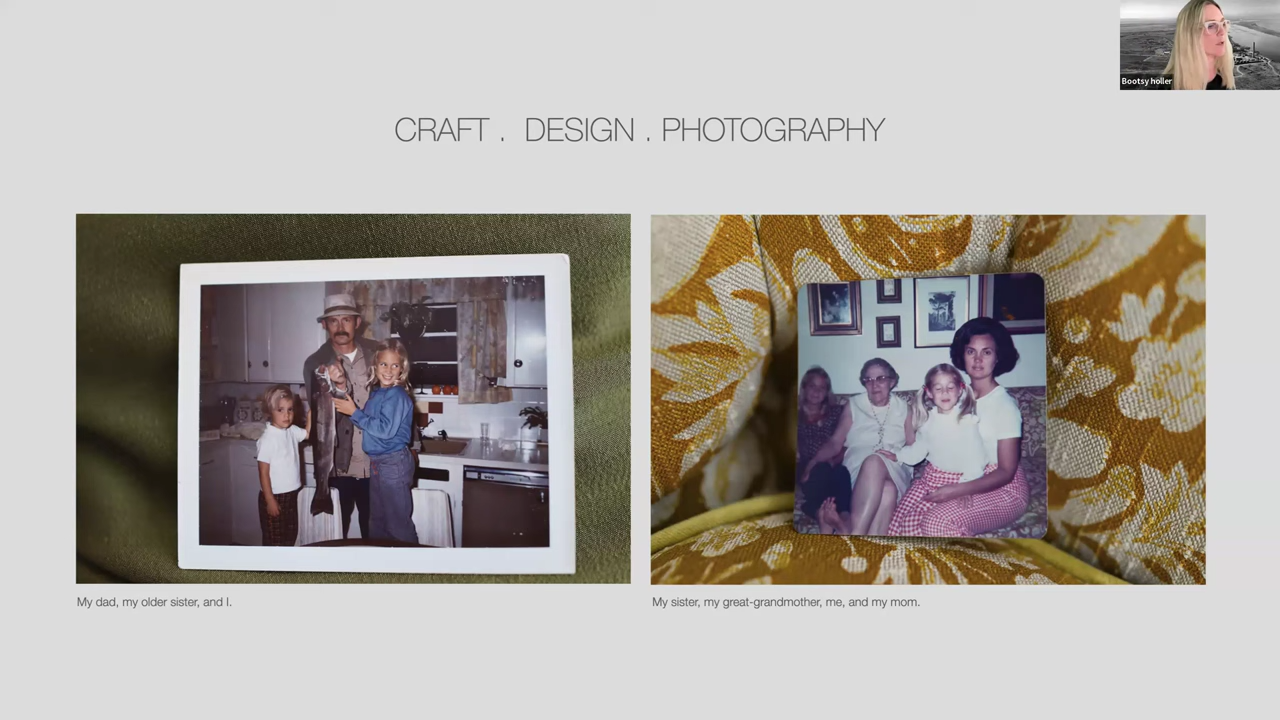 Bootsy holler
CRAFT . DESIGN . PHOTOGRAPHY
My dad, my older sister, and I.
My sister, my great-grandmother, me, and my mom.